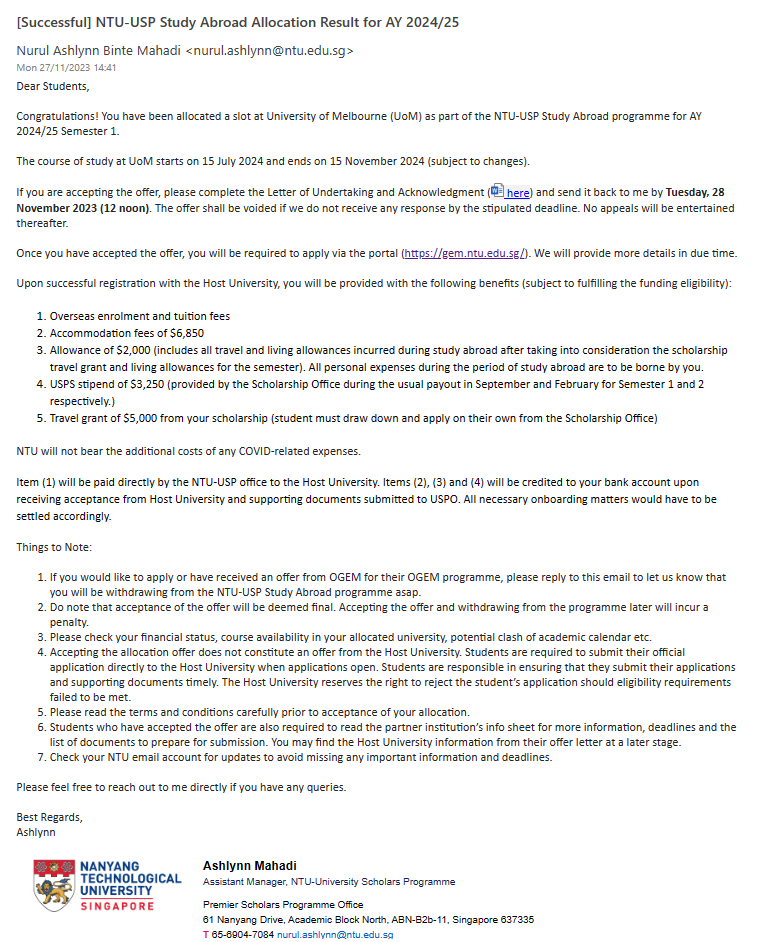 [Successful] NTU-USP Study Abroad Allocation Result for AY 2024/25
Nurul Ashlynn Binte Mahadi <nurul.ashlynn@ntu.edu.sg>
Mon 27/11/2023 14:41
Dear Students,
Congratulations! You have been allocated a slot at University of Melbourne (UoM) as part of the NTU-USP Study Abroad programme for AY
2024/25 Semester 1.
The course of study at UoM starts on 15 July 2024 and ends on 15 November 2024 (subject to changes).
If you are accepting the offer, please complete the Letter of Undertaking and Acknowledgment ( here) and send it back to me by Tuesday, 28
November 2023 (12 noon). The offer shall be voided if we do not receive any response by the stipulated deadline. No appeals will be entertained
thereafter.
Once you have accepted the offer, you will be required to apply via the portal (https://gem.ntu.edu.sg/). We will provide more details in due time.
Upon successful registration with the Host University, you will be provided with the following benefits (subject to fulfilling the funding eligibility):
1. Overseas enrolment and tuition fees
2. Accommodation fees of $6,850
3. Allowance of $2,000 (includes all travel and living allowances incurred during study abroad after taking into consideration the scholarship
travel grant and living allowances for the semester). All personal expenses during the period of study abroad are to be borne by you.
4. USPS stipend of $3,250 (provided by the Scholarship Office during the usual payout in September and February for Semester 1 and 2
respectively.)
5. Travel grant of $5,000 from your scholarship (student must draw down and apply on their own from the Scholarship Office)
NTU will not bear the additional costs of any COVID-related expenses.
Item (1) will be paid directly by the NTU-USP office to the Host University. Items (2), (3) and (4) will be credited to your bank account upon
receiving acceptance from Host University and supporting documents submitted to USPO. All necessary onboarding matters would have to be
settled accordingly.
Things to Note:
1. If you would like to apply or have received an offer from OGEM for their OGEM programme, please reply to this email to let us know that
you will be withdrawing from the NTU-USP Study Abroad programme asap.
2. Do note that acceptance of the offer will be deemed final. Accepting the offer and withdrawing from the programme later will incur a
penalty.
3. Please check your financial status, course availability in your allocated university, potential clash of academic calendar etc.
4. Accepting the allocation offer does not constitute an offer from the Host University. Students are required to submit their official
application directly to the Host University when applications open. Students are responsible in ensuring that they submit their applications
and supporting documents timely. The Host University reserves the right to reject the student's application should eligibility requirements
failed to be met.
5. Please read the terms and conditions carefully prior to acceptance of your allocation.
6. Students who have accepted the offer are also required to read the partner institution's info sheet for more information, deadlines and the
list of documents to prepare for submission. You may find the Host University information from their offer letter at a later stage.
7. Check your NTU email account for updates to avoid missing any important information and deadlines.
Please feel free to reach out to me directly if you have any queries.
Best Regards,
Ashlynn
NANYANG
TECHNOLOGICAL
UNIVERSITY
SINGAPORE
Ashlynn Mahadi
Assistant Manager, NTU-University Scholars Programme
Premier Scholars Programme Office
61 Nanyang Drive, Academic Block North, ABN-B2b-11, Singapore 637335
T 65-6904-7084 nurul.ashlynn@ntu.edu.sg